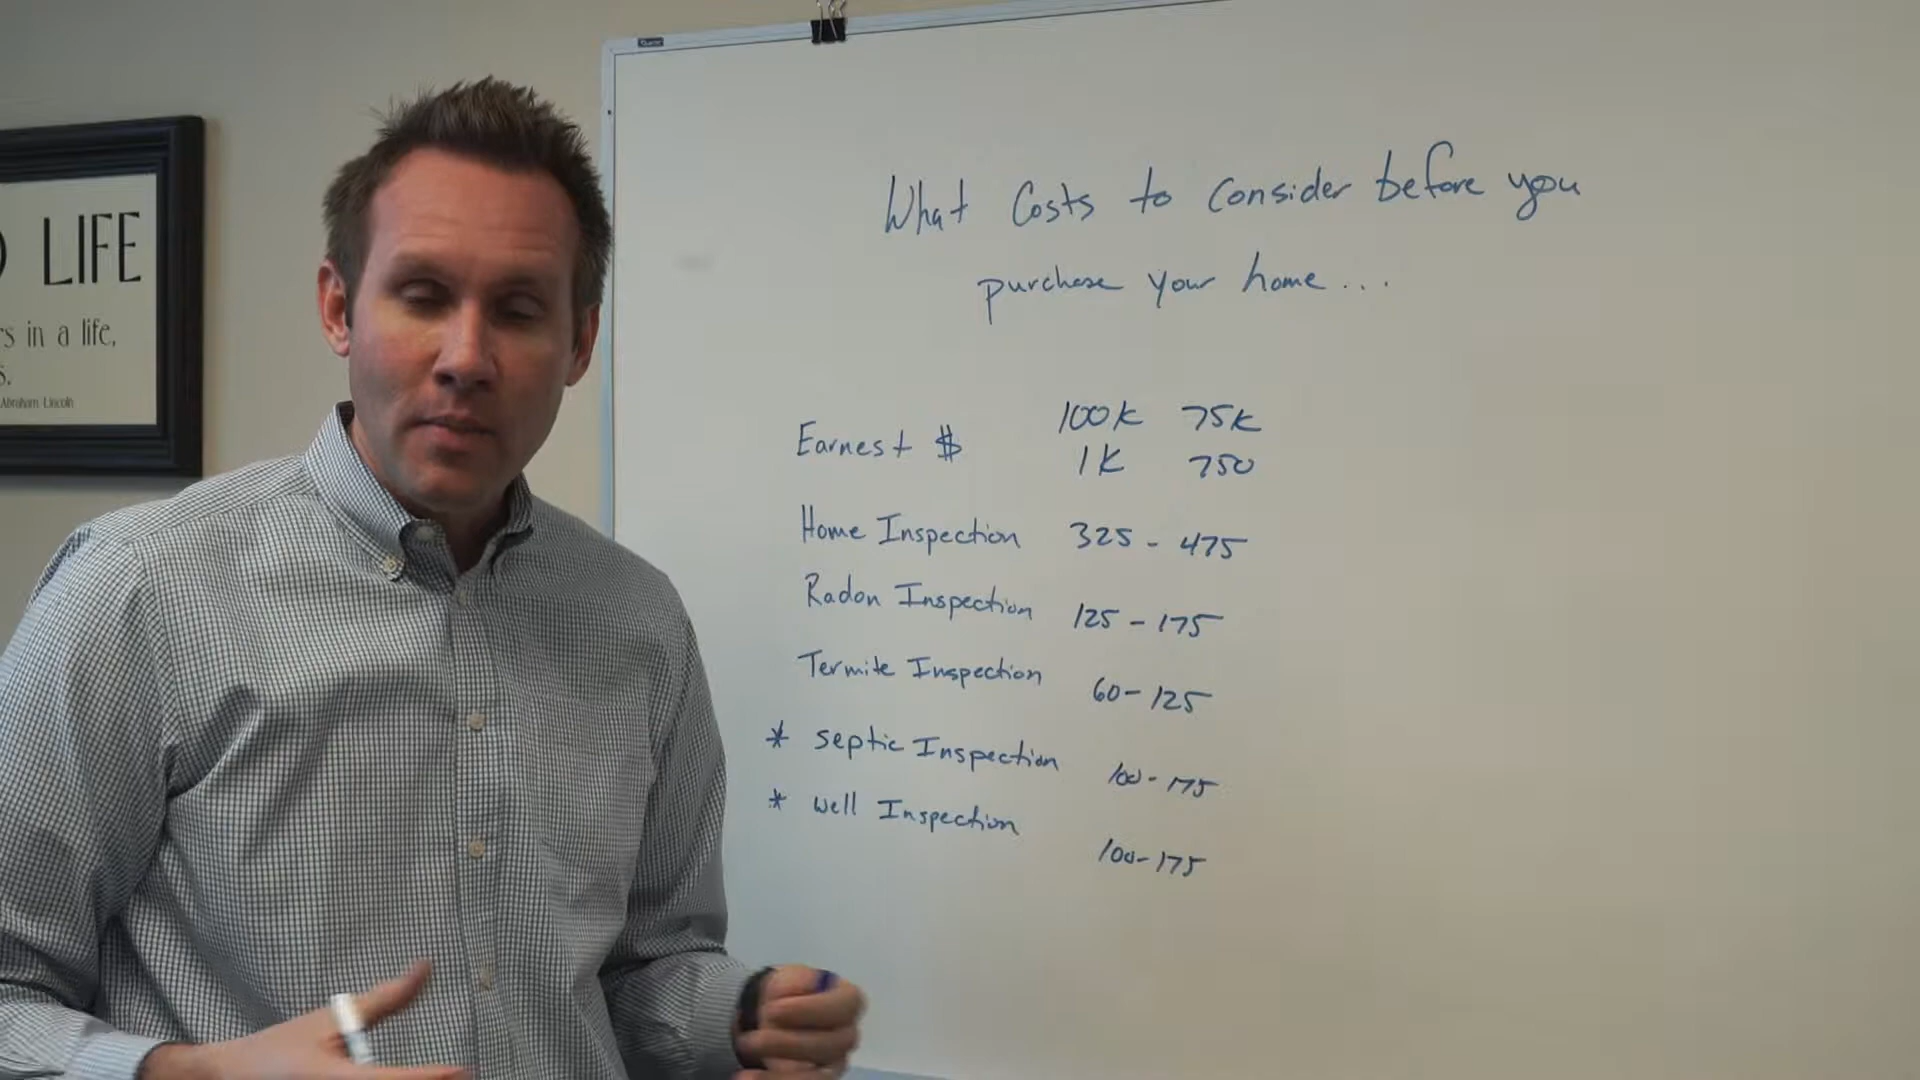 LIFE
s in a life,
s.
Abraham Lincoln
What Costs to consider before you
purchase your home...
Earnest $ 100K 75K
1K 750
Home Inspection 325 - 475
Radon Inspection 125 - 175
Termite Inspection 60 - 125
* septic Inspection 100 - 175
* well Inspection 100 - 175